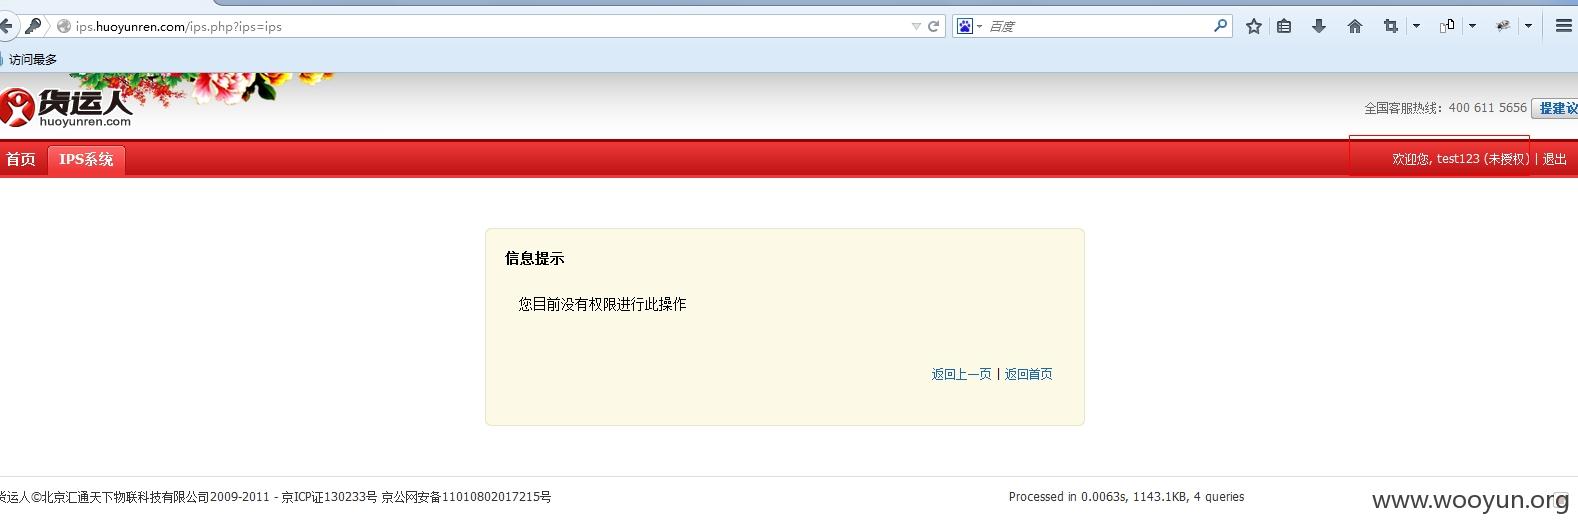 ips.huoyunren.com/ips.php?ips=ips
百度
访问最多
货运人
huoyunren.com
全国客服热线：400 611 5656 提建议
首页 IPS系统 欢迎您, test123 (未授权) | 退出
信息提示
您目前没有权限进行此操作
返回上一页 | 返回首页
货运人©北京汇通天下物联科技有限公司2009-2011 - 京ICP证130233号 京公网安备11010802017215号 Processed in 0.0063s, 1143.1KB, 4 queries
www.wooyun.org